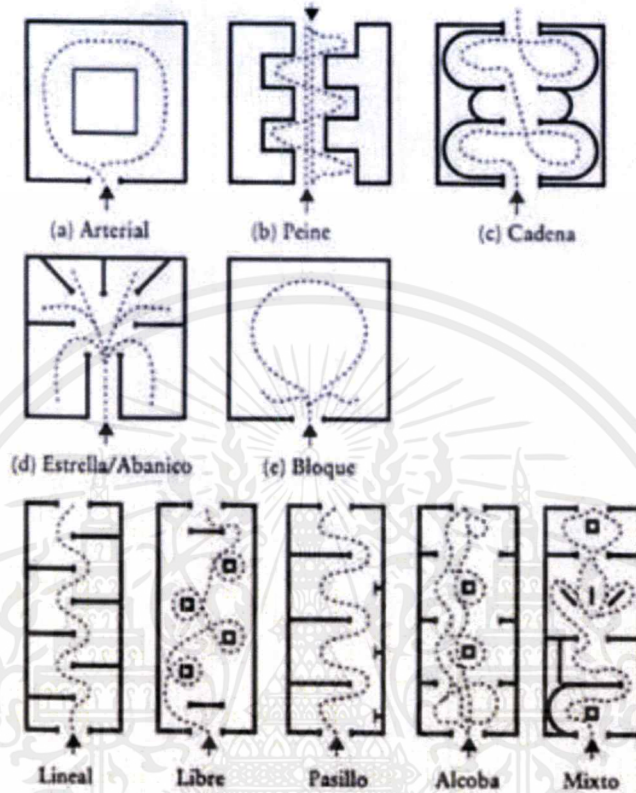 (a) Arterial
(b) Peine
(c) Cadena
(d) Estrella/Abanico
(e) Bloque
Lineal
Libre
Pasillo
Alcoba
Mixto